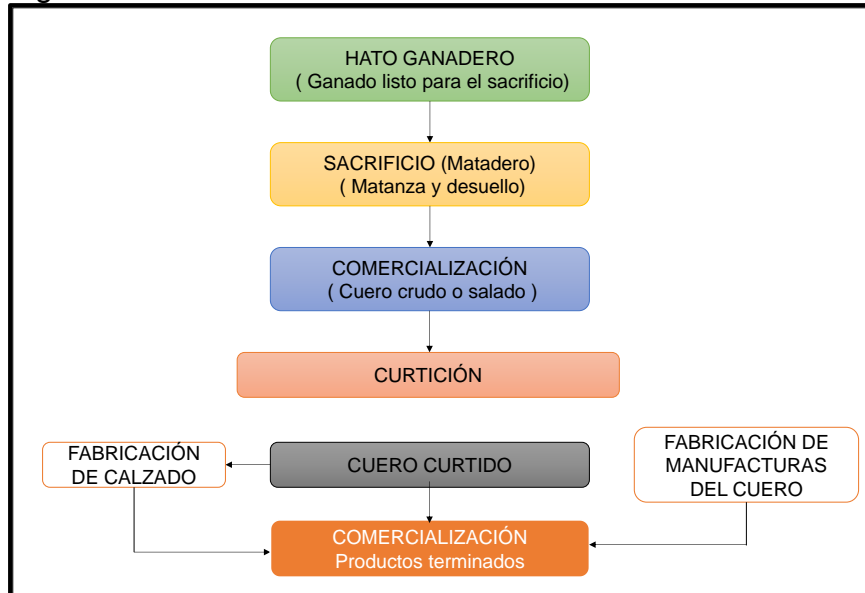 HATO GANADERO
( Ganado listo para el sacrificio)
SACRIFICIO (Matadero)
( Matanza y desuello)
COMERCIALIZACIÓN
( Cuero crudo o salado )
CURTICIÓN
FABRICACIÓN
DE CALZADO
CUERO CURTIDO
FABRICACIÓN DE
MANUFACTURAS
DEL CUERO
COMERCIALIZACIÓN
Productos terminados